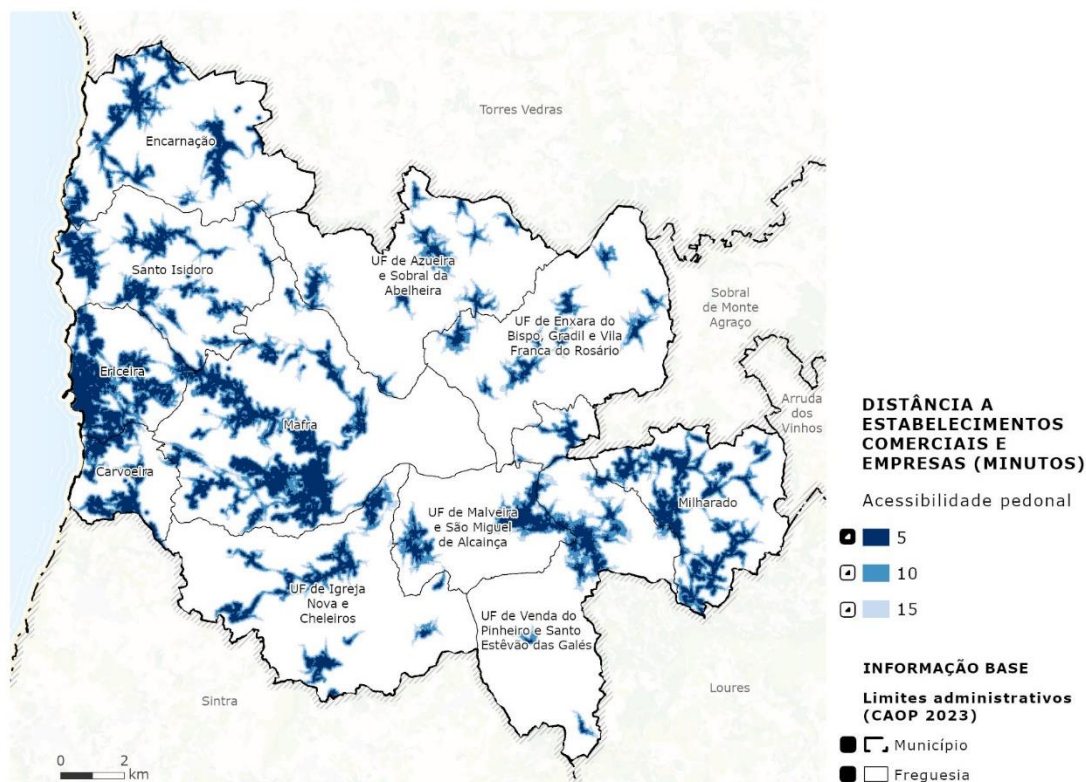 Torres Vedras
Encarnação
Santo Isidoro
UF de Azueira
e Sobral da
Abelheira
Sobral
de Monte
Agraço
UF de Enxara do
Bispo, Gradil e Vila
Franca do Rosário
Ericeira
Arruda
dos
Vinhos
Mafra
Carvoeira
Milharado
UF de Malveira
e São Miguel
de Alcainça
UF de Igreja
Nova e
Cheleiros
UF de Venda do
Pinheiro e Santo
Estêvão das Galés
Sintra
Loures
0 2
km
DISTÂNCIA A
ESTABELECIMENTOS
COMERCIAIS E
EMPRESAS (MINUTOS)
Acessibilidade pedonal
5
10
15
INFORMAÇÃO BASE
Limites administrativos
(CAOP 2023)
Município
Freguesia